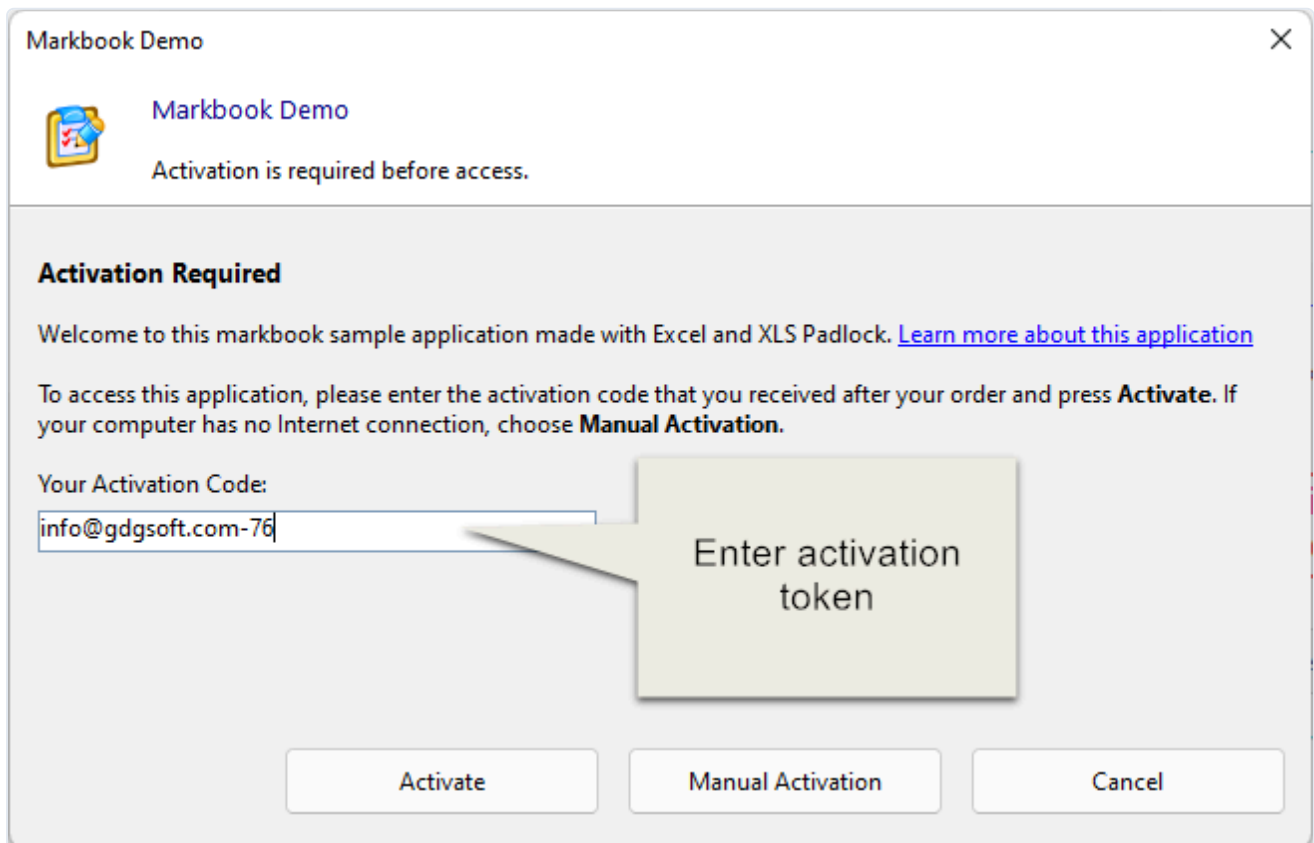 Markbook Demo
Markbook Demo
Activation is required before access.
Activation Required
Welcome to this markbook sample application made with Excel and XLS Padlock. Learn more about this application
To access this application, please enter the activation code that you received after your order and press Activate. If
your computer has no Internet connection, choose Manual Activation.
Your Activation Code:
info@gdgsoft.com-76
Enter activation
token
Activate
Manual Activation
Cancel